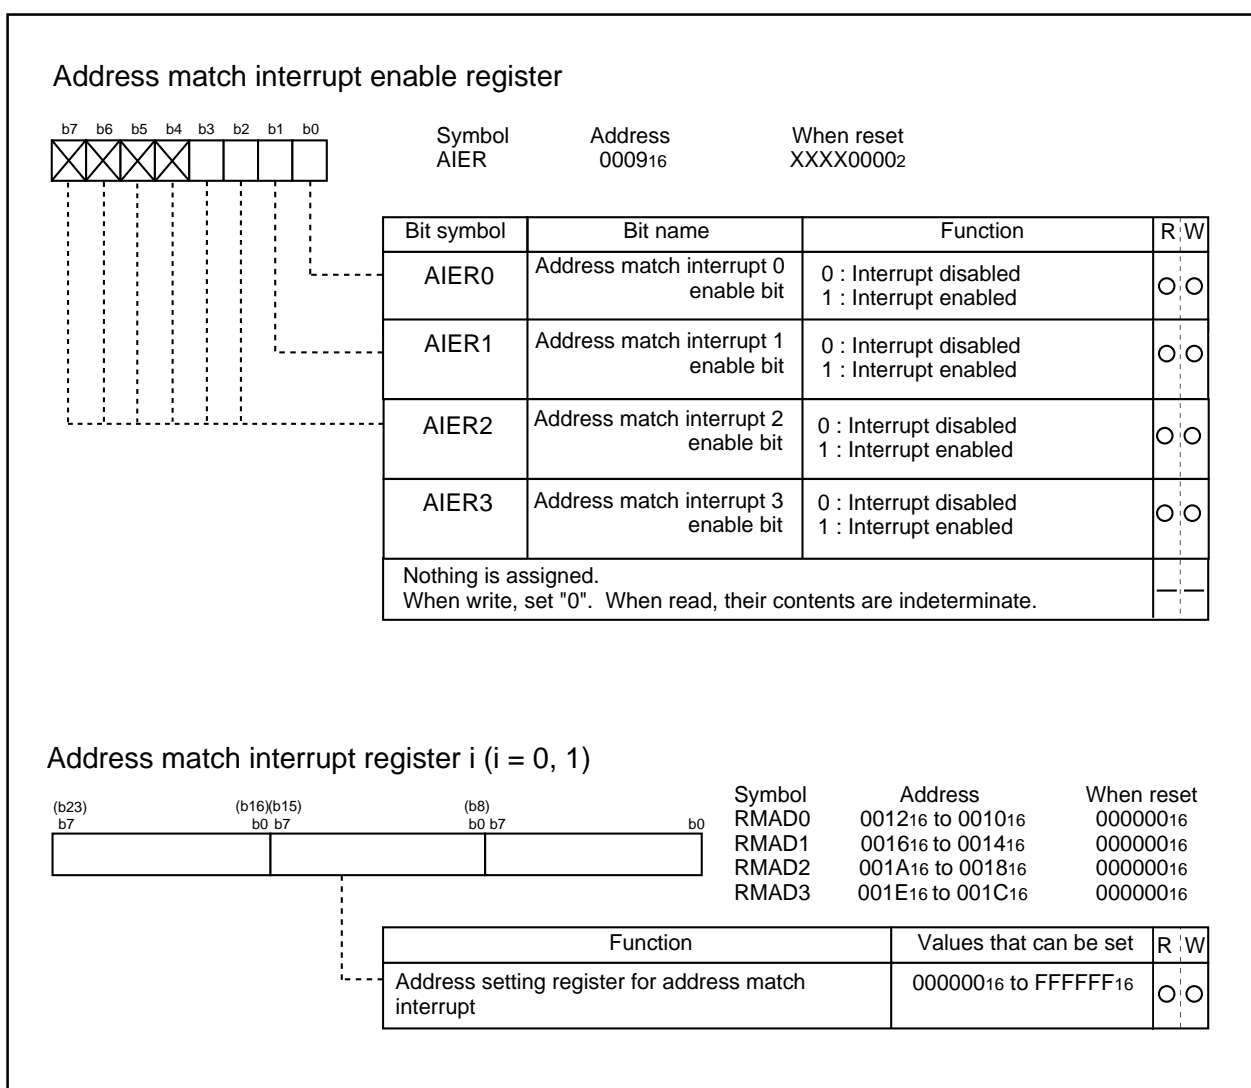 Address match interrupt enable register
b7 b6 b5 b4 b3 b2 b1 b0
Symbol Address When reset
AIER 000916 XXXX00002
Bit symbol Bit name Function R W
AIER0 Address match interrupt 0 0 : Interrupt disabled
enable bit 1 : Interrupt enabled
AIER1 Address match interrupt 1 0 : Interrupt disabled
enable bit 1 : Interrupt enabled
AIER2 Address match interrupt 2 0 : Interrupt disabled
enable bit 1 : Interrupt enabled
AIER3 Address match interrupt 3 0 : Interrupt disabled
enable bit 1 : Interrupt enabled
Nothing is assigned.
When write, set "0". When read, their contents are indeterminate.
Address match interrupt register i (i = 0, 1)
(b23) (b16)(b15) (b8)
b7 b0 b7 b0 b7 b0
Symbol Address When reset
RMAD0 001216 to 001016 00000016
RMAD1 001616 to 001416 00000016
RMAD2 001A16 to 001816 00000016
RMAD3 001E16 to 001C16 00000016
Function Values that can be set R W
Address setting register for address match 00000016 to FFFFFF16
interrupt